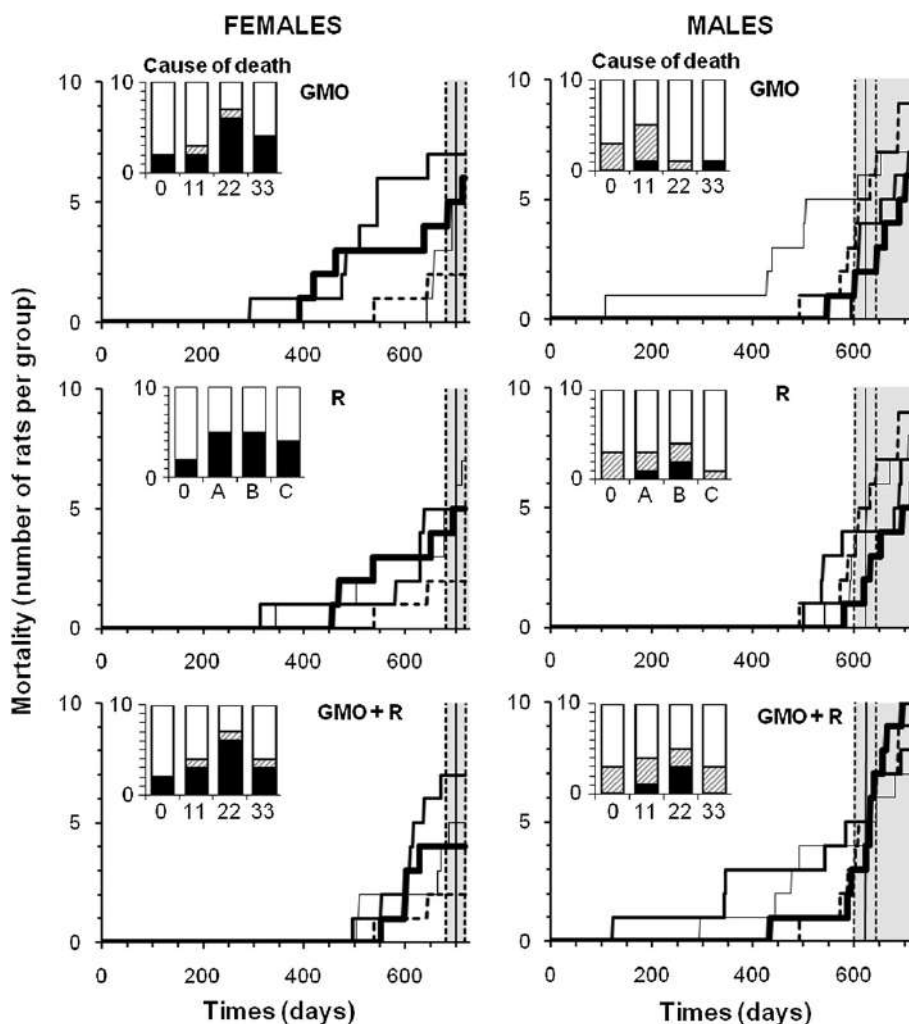 FEMALES
MALES
Mortality (number of rats per group)
Cause of death
GMO
10
5
0
10
0
0 11 22 33
0 200 400 600
Cause of death
GMO
10
5
0
10
0
0 11 22 33
0 200 400 600
R
10
5
0
10
0
0 A B C
0 200 400 600
R
10
5
0
10
0
0 A B C
0 200 400 600
GMO + R
10
5
0
10
0
0 11 22 33
0 200 400 600
Times (days)
GMO + R
10
5
0
10
0
0 11 22 33
0 200 400 600
Times (days)